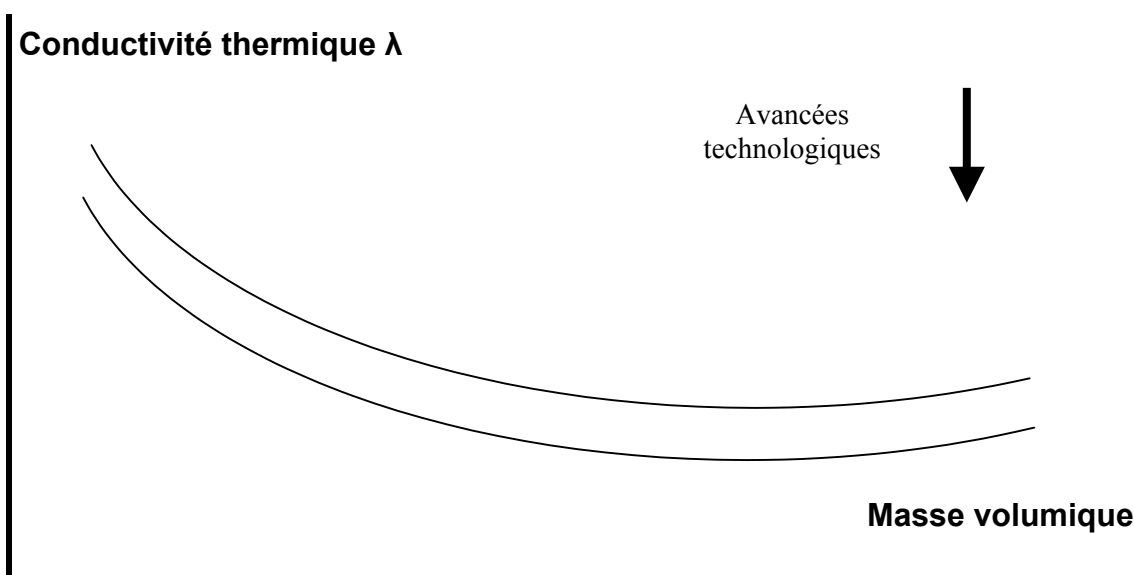 Conductivité thermique λ
Avancées
technologiques
Masse volumique